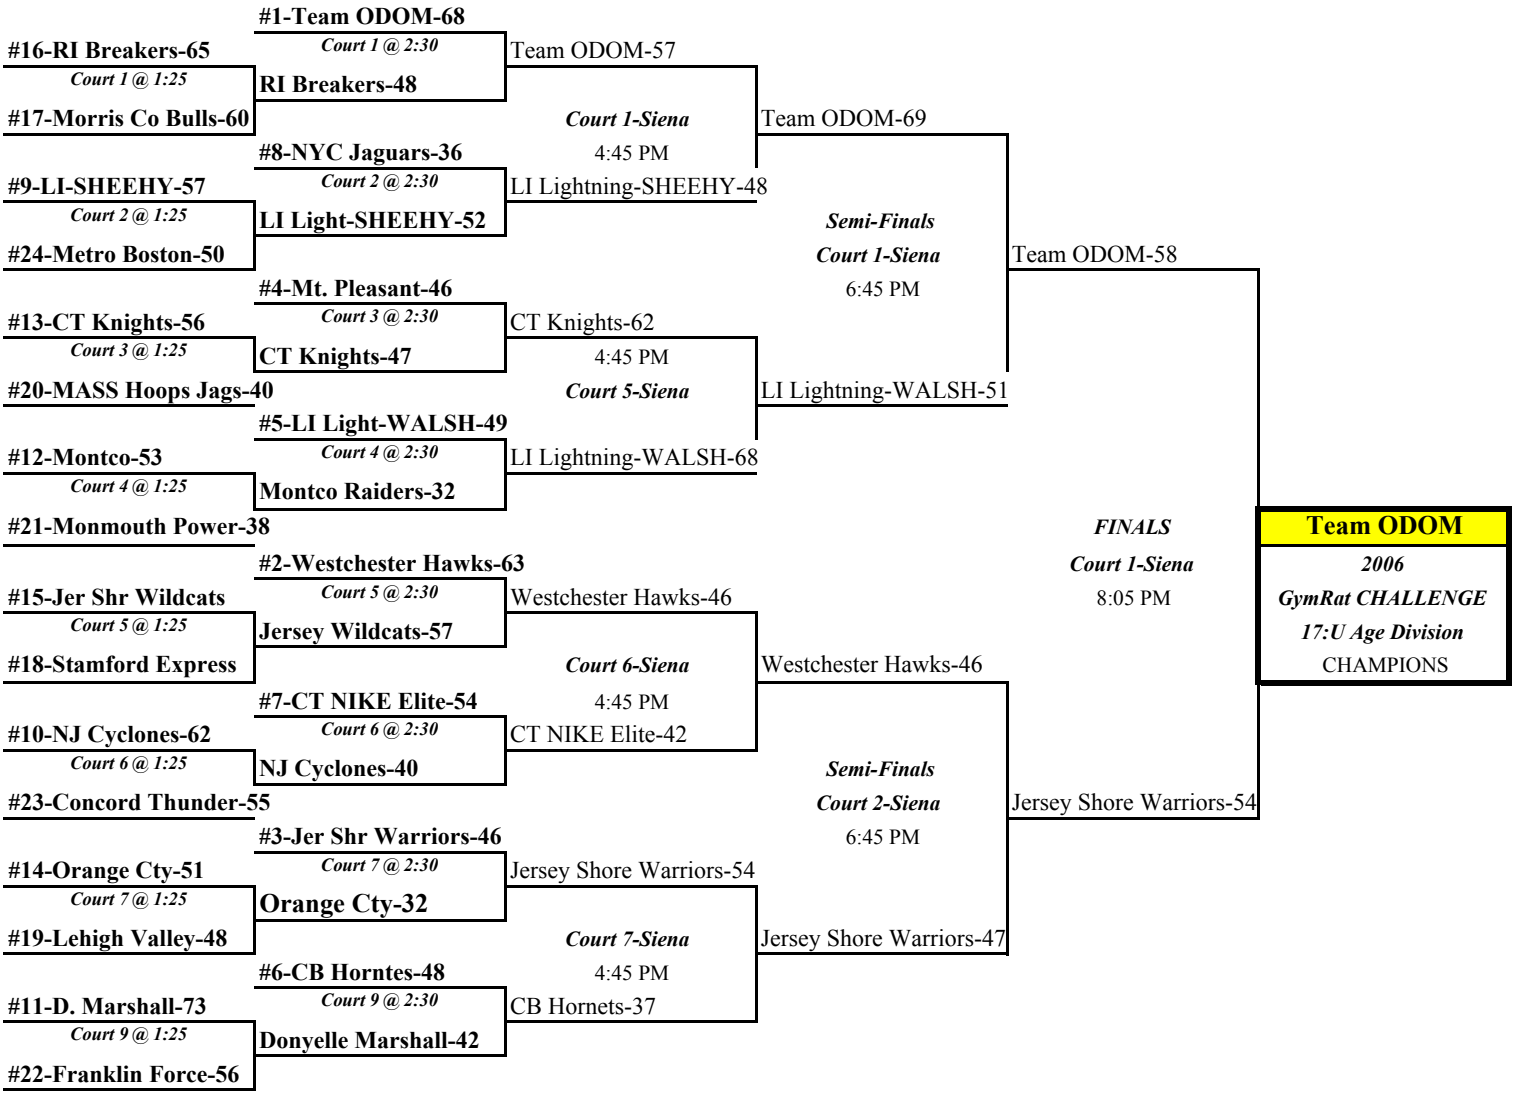 #1-Team ODOM-68
#16-RI Breakers-65
Court 1 @ 2:30
Team ODOM-57
Court 1 @ 1:25
RI Breakers-48
#17-Morris Co Bulls-60
Court 1-Siena
Team ODOM-69
#8-NYC Jaguars-36
4:45 PM
#9-LI-SHEEHY-57
Court 2 @ 2:30
LI Lightning-SHEEHY-48
Court 2 @ 1:25
LI Light-SHEEHY-52
Semi-Finals
#24-Metro Boston-50
Court 1-Siena
Team ODOM-58
#4-Mt. Pleasant-46
6:45 PM
#13-CT Knights-56
Court 3 @ 2:30
CT Knights-62
Court 3 @ 1:25
CT Knights-47
4:45 PM
#20-MASS Hoops Jags-40
Court 5-Siena
LI Lightning-WALSH-51
#5-LI Light-WALSH-49
#12-Montco-53
Court 4 @ 2:30
LI Lightning-WALSH-68
Court 4 @ 1:25
Montco Raiders-32
#21-Monmouth Power-38
FINALS
Team ODOM
#2-Westchester Hawks-63
Court 1-Siena
2006
#15-Jer Shr Wildcats
Court 5 @ 2:30
Westchester Hawks-46
8:05 PM
GymRat CHALLENGE
Court 5 @ 1:25
Jersey Wildcats-57
17:U Age Division
#18-Stamford Express
Court 6-Siena
Westchester Hawks-46
CHAMPIONS
#7-CT NIKE Elite-54
4:45 PM
#10-NJ Cyclones-62
Court 6 @ 2:30
CT NIKE Elite-42
Court 6 @ 1:25
NJ Cyclones-40
Semi-Finals
#23-Concord Thunder-55
Court 2-Siena
Jersey Shore Warriors-54
#3-Jer Shr Warriors-46
6:45 PM
#14-Orange Cty-51
Court 7 @ 2:30
Jersey Shore Warriors-54
Court 7 @ 1:25
Orange Cty-32
#19-Lehigh Valley-48
Court 7-Siena
Jersey Shore Warriors-47
#6-CB Horntes-48
4:45 PM
#11-D. Marshall-73
Court 9 @ 2:30
CB Hornets-37
Court 9 @ 1:25
Donyelle Marshall-42
#22-Franklin Force-56